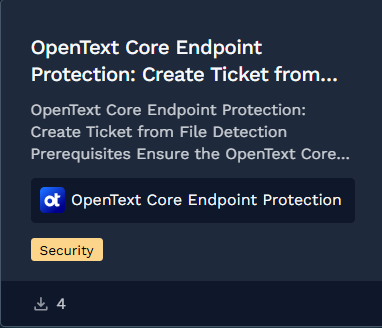 OpenText Core Endpoint
Protection: Create Ticket from...
OpenText Core Endpoint Protection:
Create Ticket from File Detection
Prerequisites Ensure the OpenText Core...
ot OpenText Core Endpoint Protection
Security
4